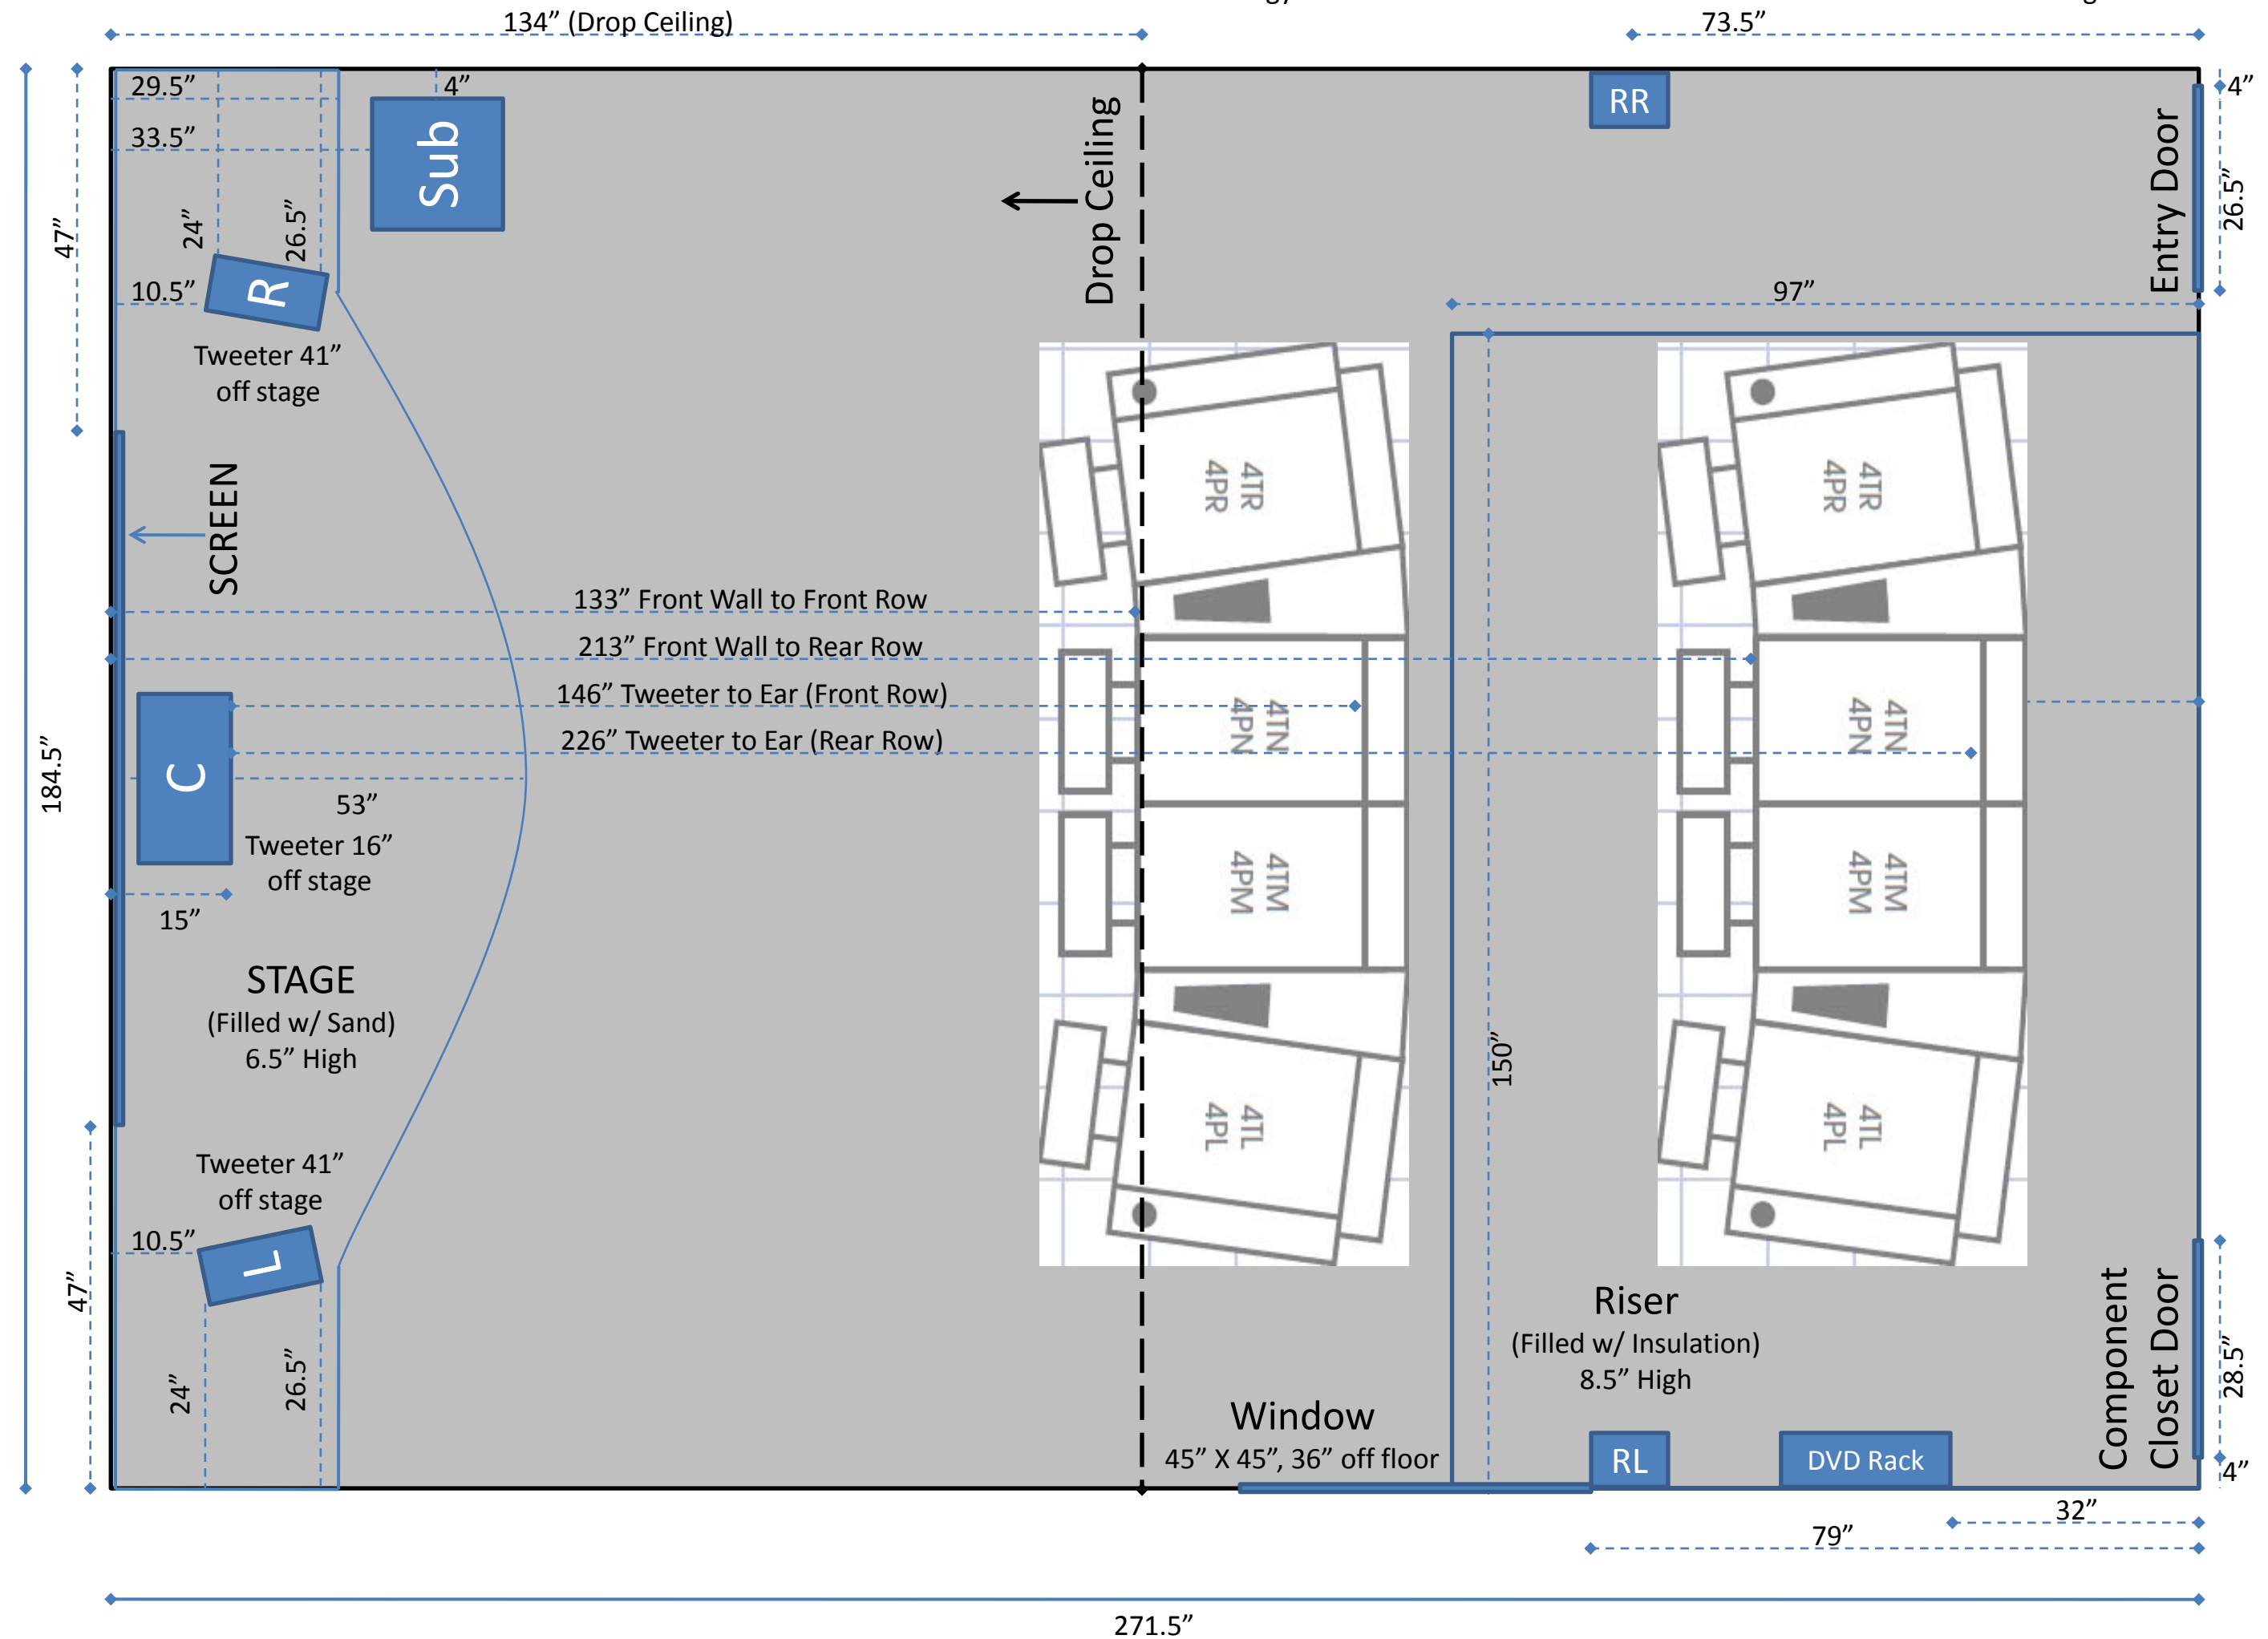 134” (Drop Ceiling)
73.5”
29.5”
4”
33.5”
Sub
24”
26.5”
47”
R
10.5”
Tweeter 41”
off stage
Drop Ceiling
RR
Entry Door
4”
26.5”
97”
SCREEN
4TR
4PR
4TR
4PR
133” Front Wall to Front Row
213” Front Wall to Rear Row
146” Tweeter to Ear (Front Row)
226” Tweeter to Ear (Rear Row)
4TN
4PN
4TN
4PN
184.5”
C
53”
Tweeter 16”
off stage
15”
4TM
4PM
4TM
4PM
STAGE
(Filled w/ Sand)
6.5” High
150”
Tweeter 41”
off stage
4TL
4PL
4TL
4PL
10.5”
L
47”
24”
26.5”
Riser
(Filled w/ Insulation)
8.5” High
Window
45” X 45”, 36” off floor
RL
DVD Rack
Component
Closet Door
28.5”
4”
32”
79”
271.5”